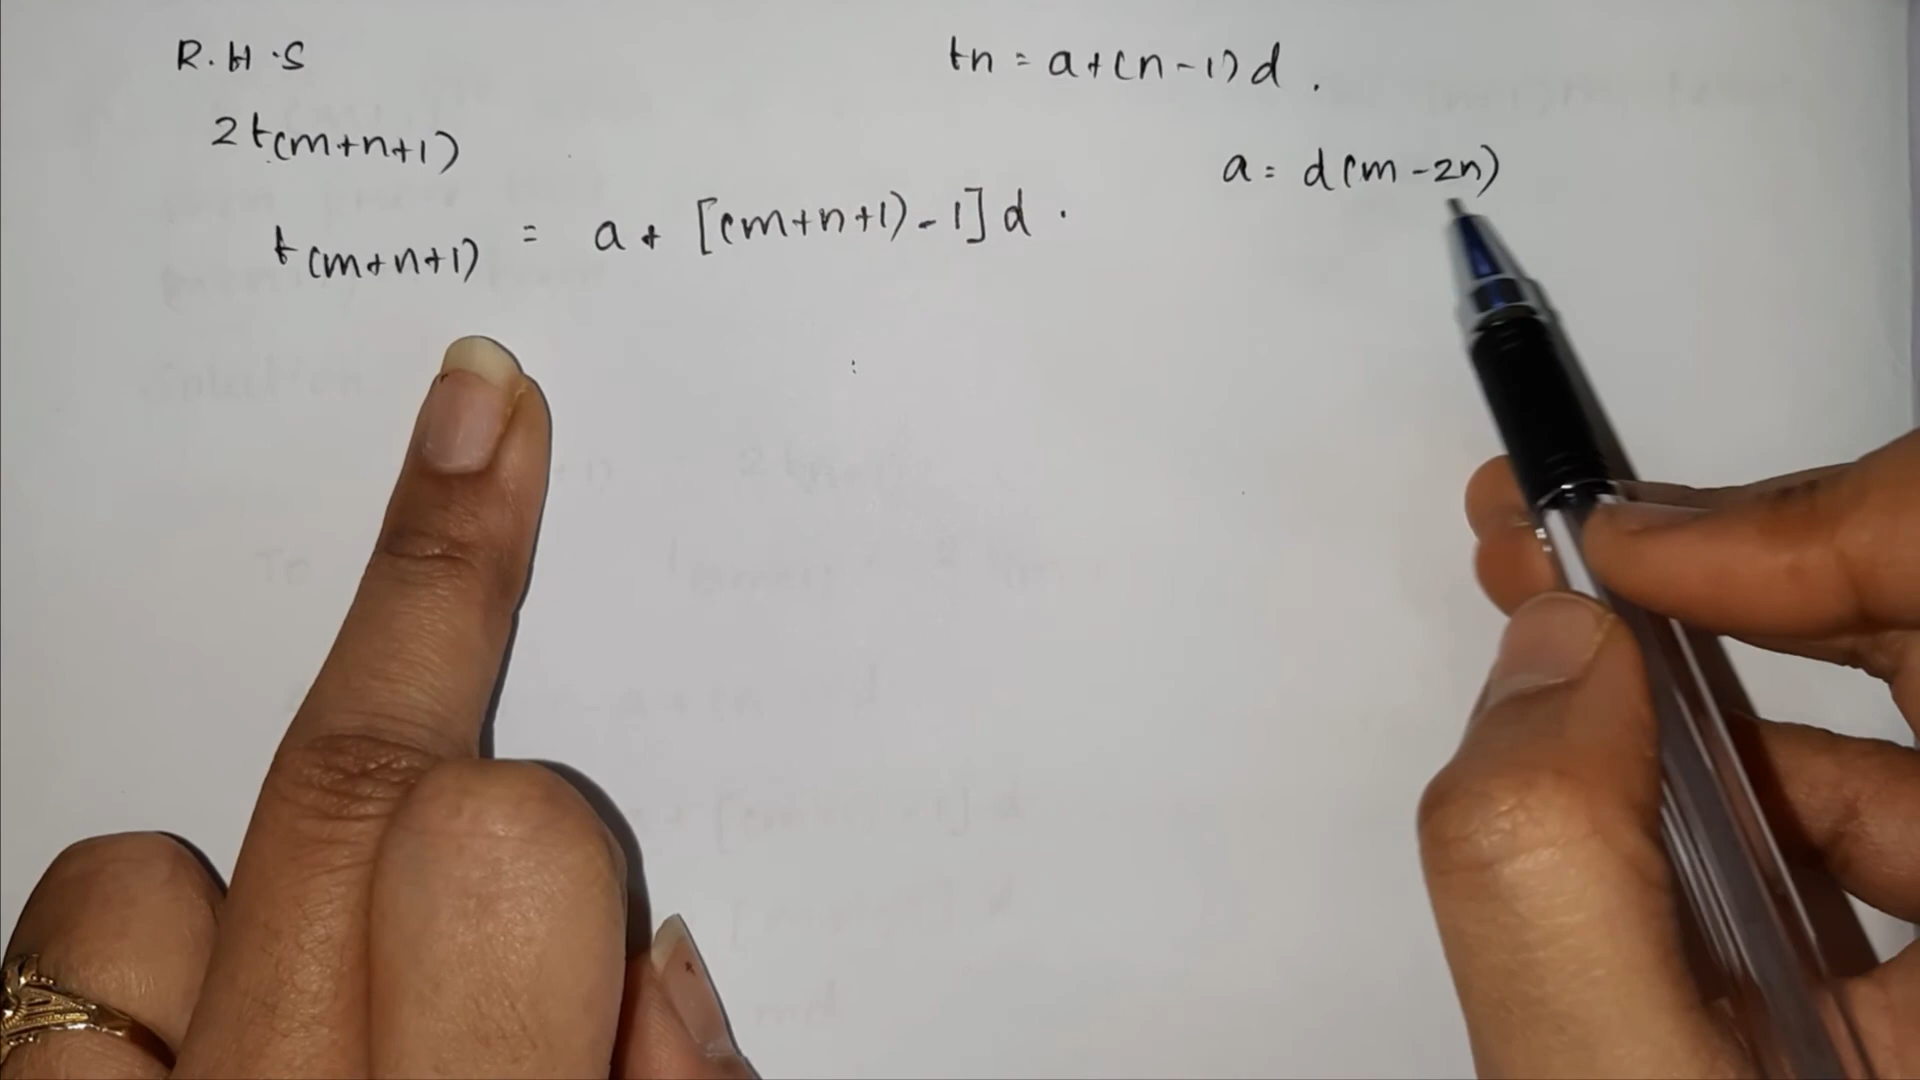 R.H.S
tn = a+(n-1)d.
2t(m+n+1)
a = d(m-2n)
t(m+n+1) = a+ [(m+n+1)-1]d.